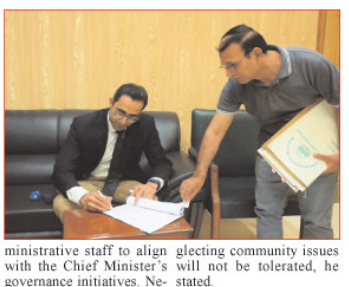 ministrative staff to align
with the Chief Minister's
governance initiatives. Ne-
glecting community issues
will not be tolerated, he
stated.